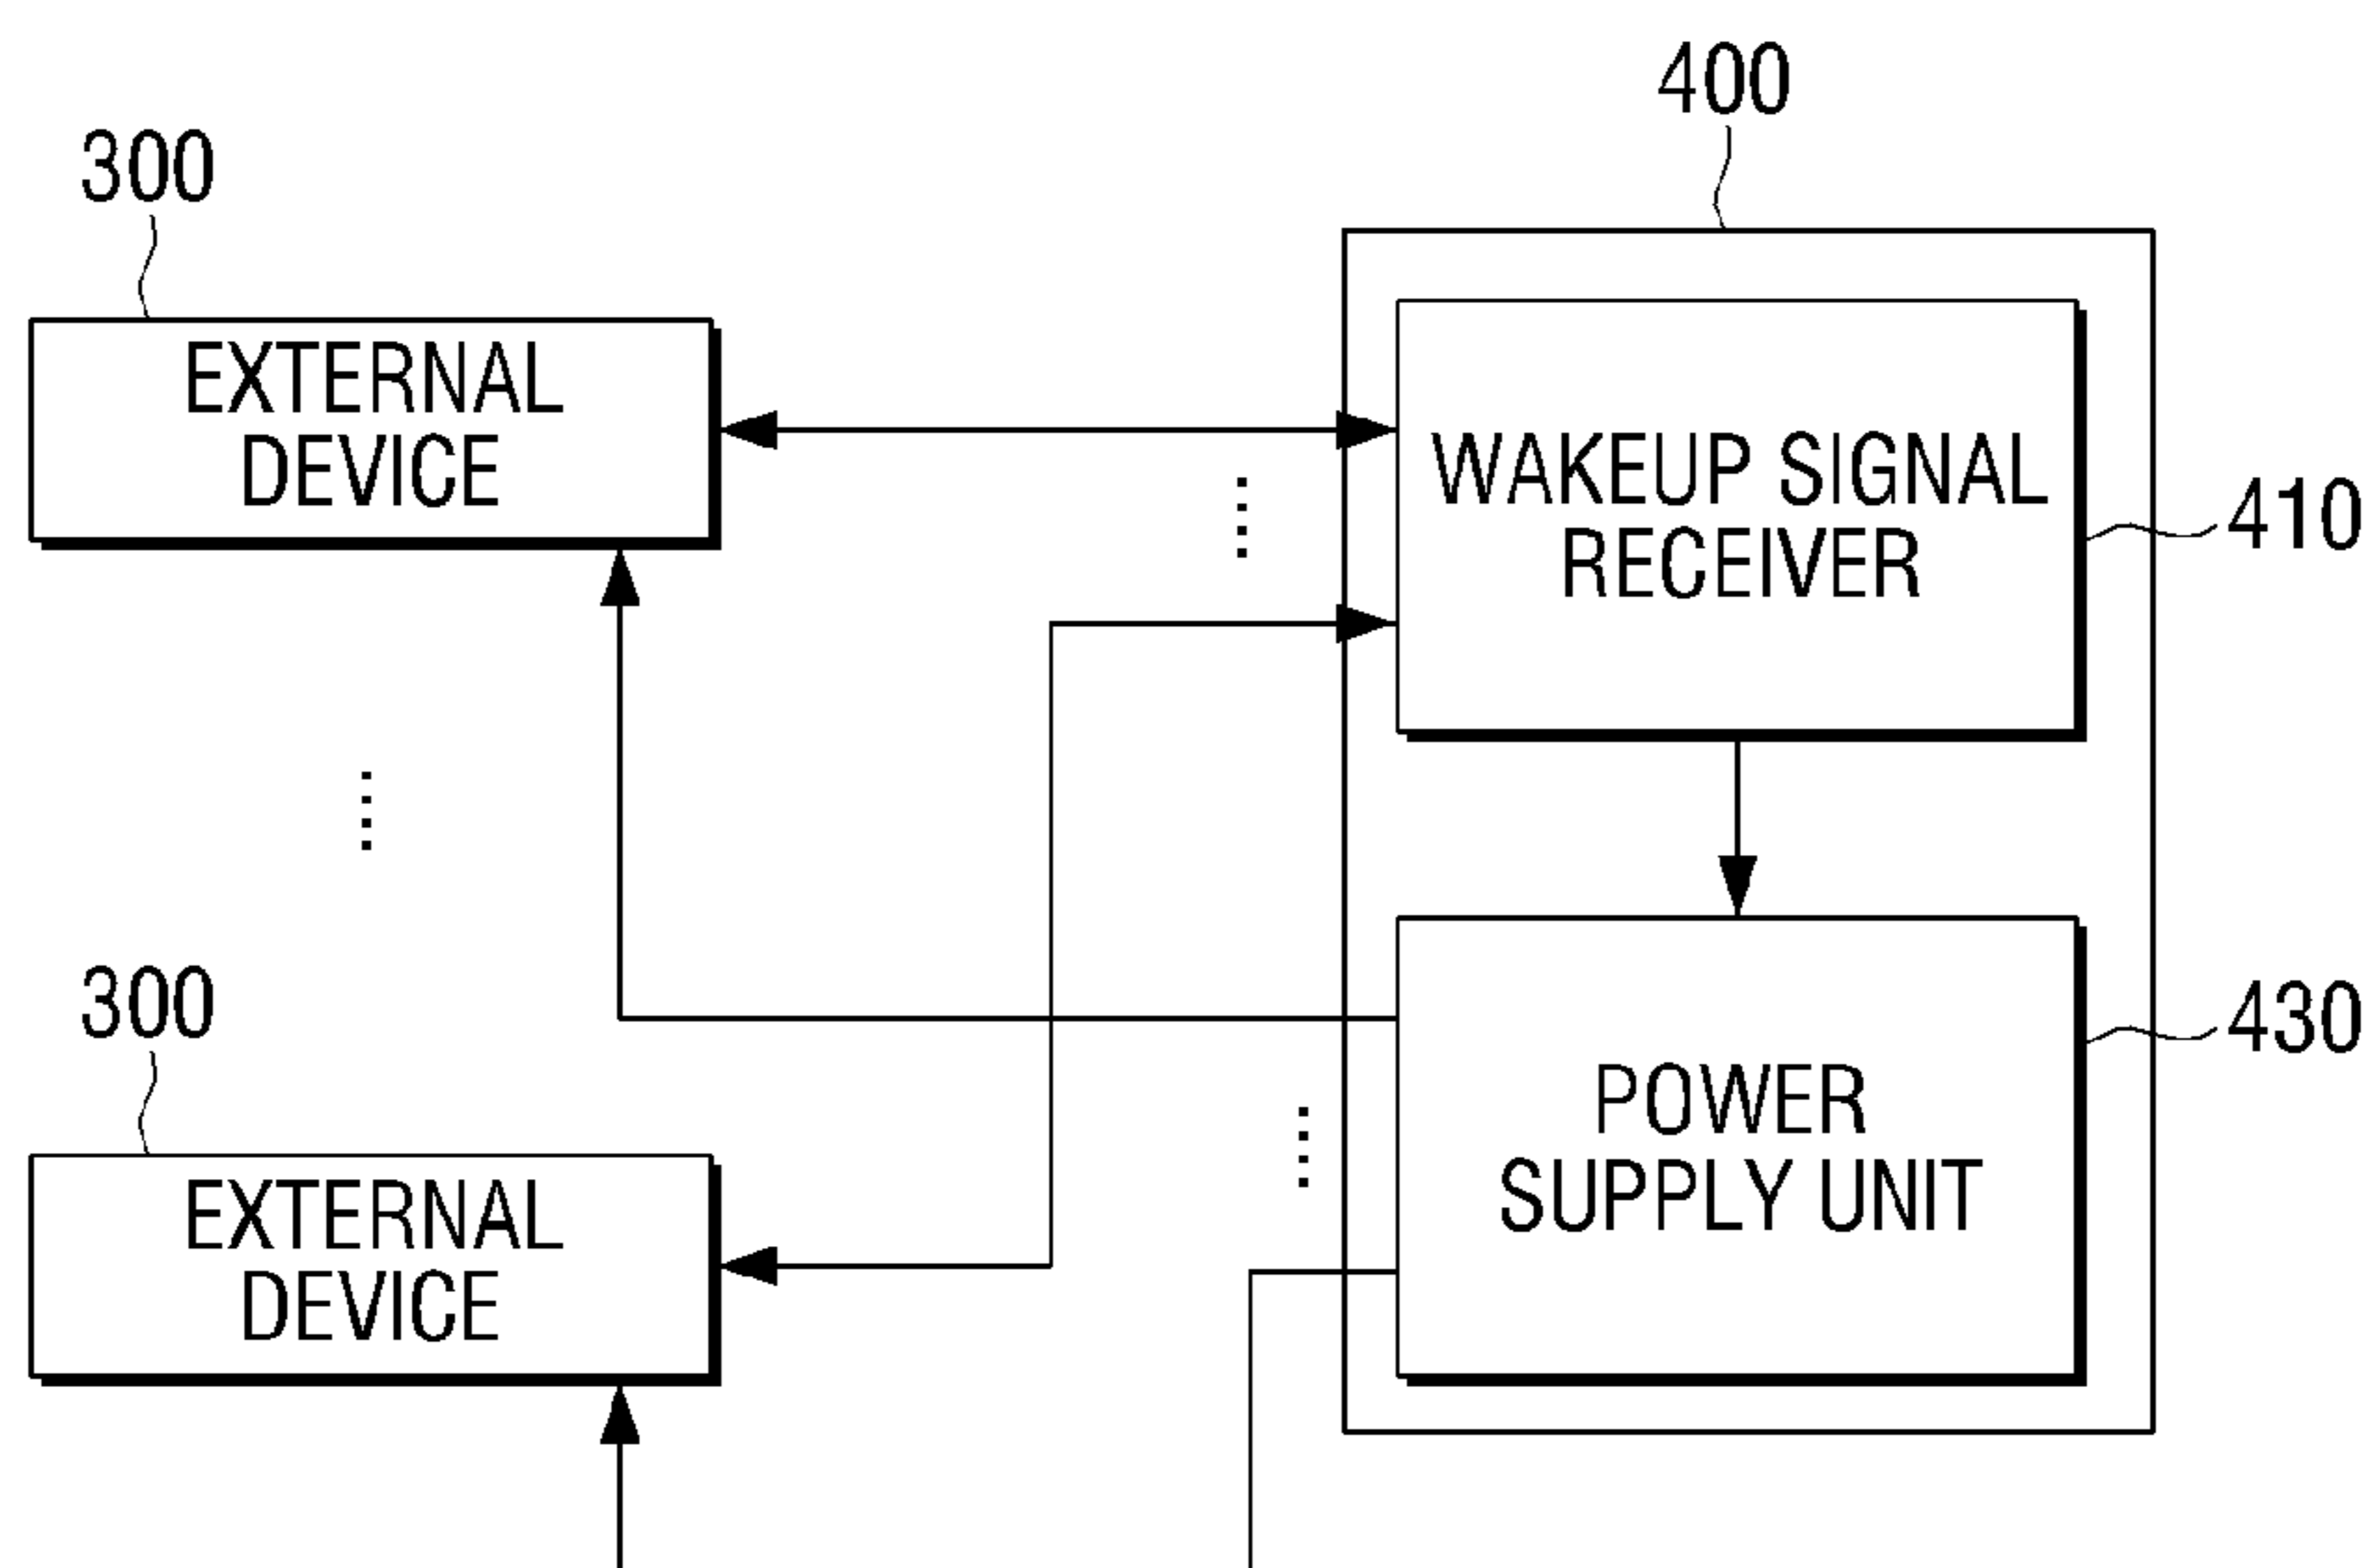 400
300
EXTERNAL
DEVICE
WAKEUP SIGNAL
RECEIVER
410
300
EXTERNAL
DEVICE
430
POWER
SUPPLY UNIT